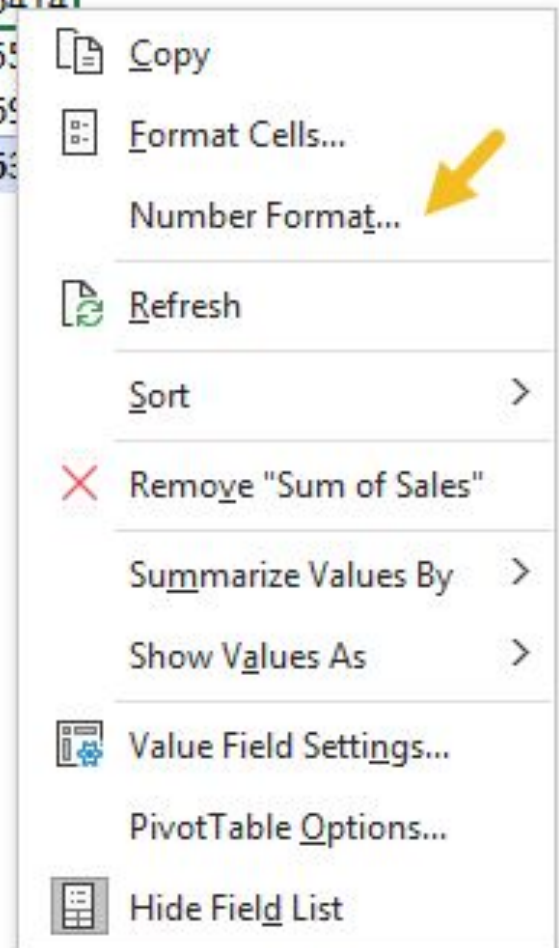 Copy
Format Cells...
Number Format...
Refresh
Sort
Remove "Sum of Sales"
Summarize Values By
Show Values As
Value Field Settings...
PivotTable Options...
Hide Field List